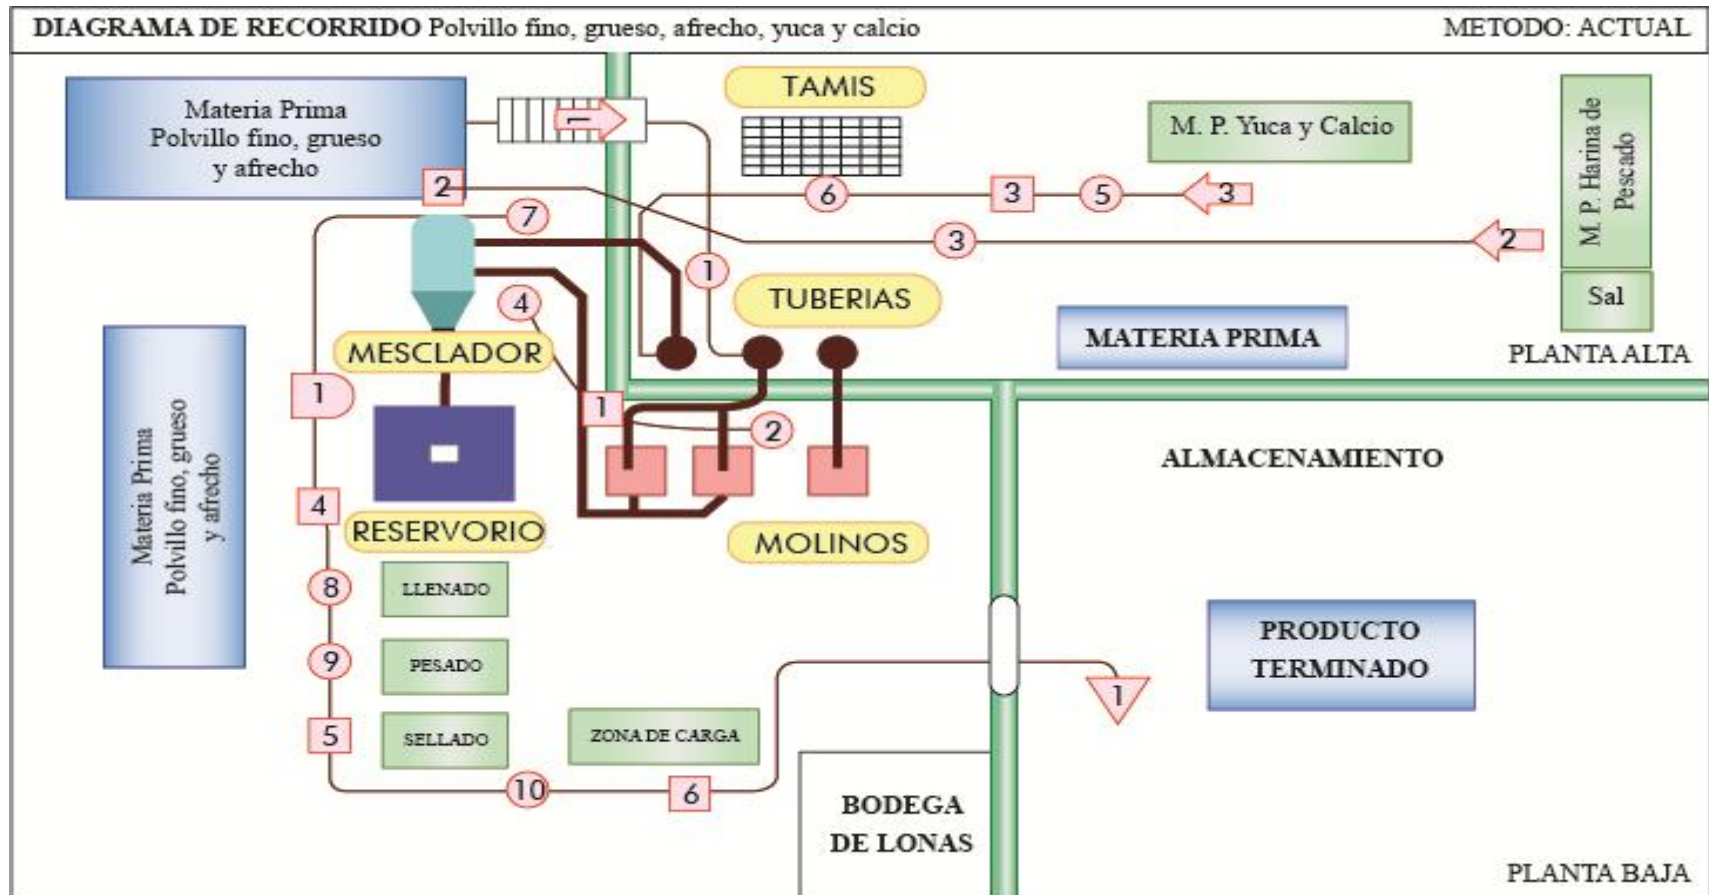 DIAGRAMA DE RECORRIDO Polvillo fino, grueso, afrecho, yuca y calcio
METODO: ACTUAL
Materia Prima
Polvillo fino, grueso
y afrecho
1
TAMIS
M. P. Yuca y Calcio
M. P. Harina de
Pescado
2
6
3
5
3
7
3
2
1
4
TUBERIAS
Sal
MATERIA PRIMA
PLANTA ALTA
MESCLADOR
1
1
2
Materia Prima
Polvillo fino, grueso
y afrecho
ALMACENAMIENTO
4
RESERVORIO
MOLINOS
8
LLENADO
9
PESADO
PRODUCTO
TERMINADO
1
5
SELLADO
ZONA DE CARGA
10
6
BODEGA
DE LONAS
PLANTA BAJA